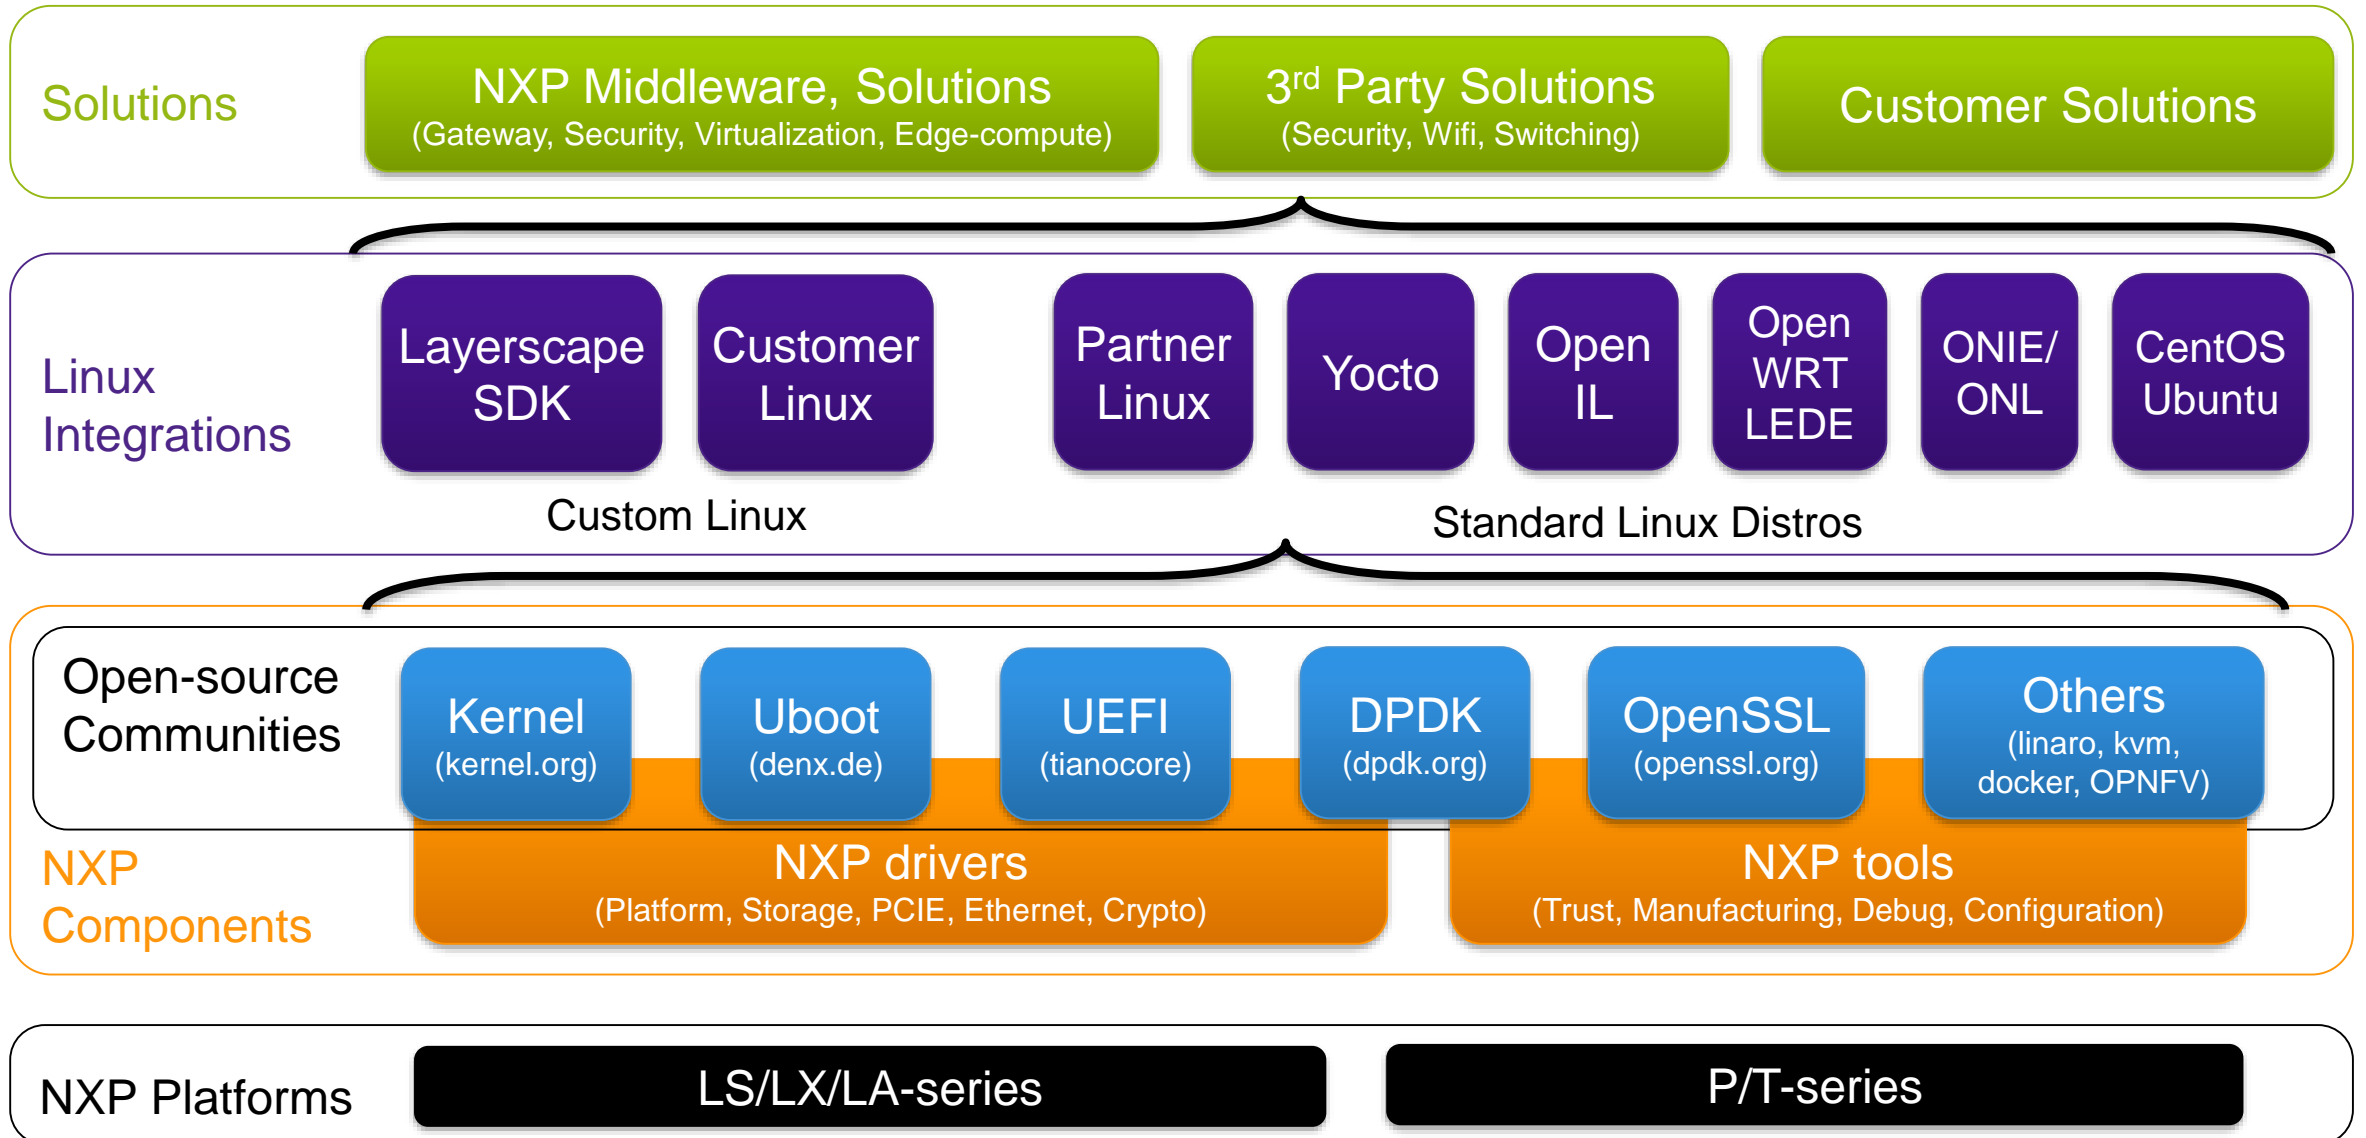 Solutions
NXP Middleware, Solutions
(Gateway, Security, Virtualization, Edge-compute)
3rd Party Solutions
(Security, Wifi, Switching)
Customer Solutions
Linux
Integrations
Layerscape
SDK
Customer
Linux
Partner
Linux
Yocto
Open
IL
Open
WRT
LEDE
ONIE/
ONL
CentOS
Ubuntu
Custom Linux
Standard Linux Distros
Open-source
Communities
Kernel
(kernel.org)
Uboot
(denx.de)
UEFI
(tianocore)
DPDK
(dpdk.org)
OpenSSL
(openssl.org)
Others
(linaro, kvm,
docker, OPNFV)
NXP
Components
NXP drivers
(Platform, Storage, PCIE, Ethernet, Crypto)
NXP tools
(Trust, Manufacturing, Debug, Configuration)
NXP Platforms
LS/LX/LA-series
P/T-series